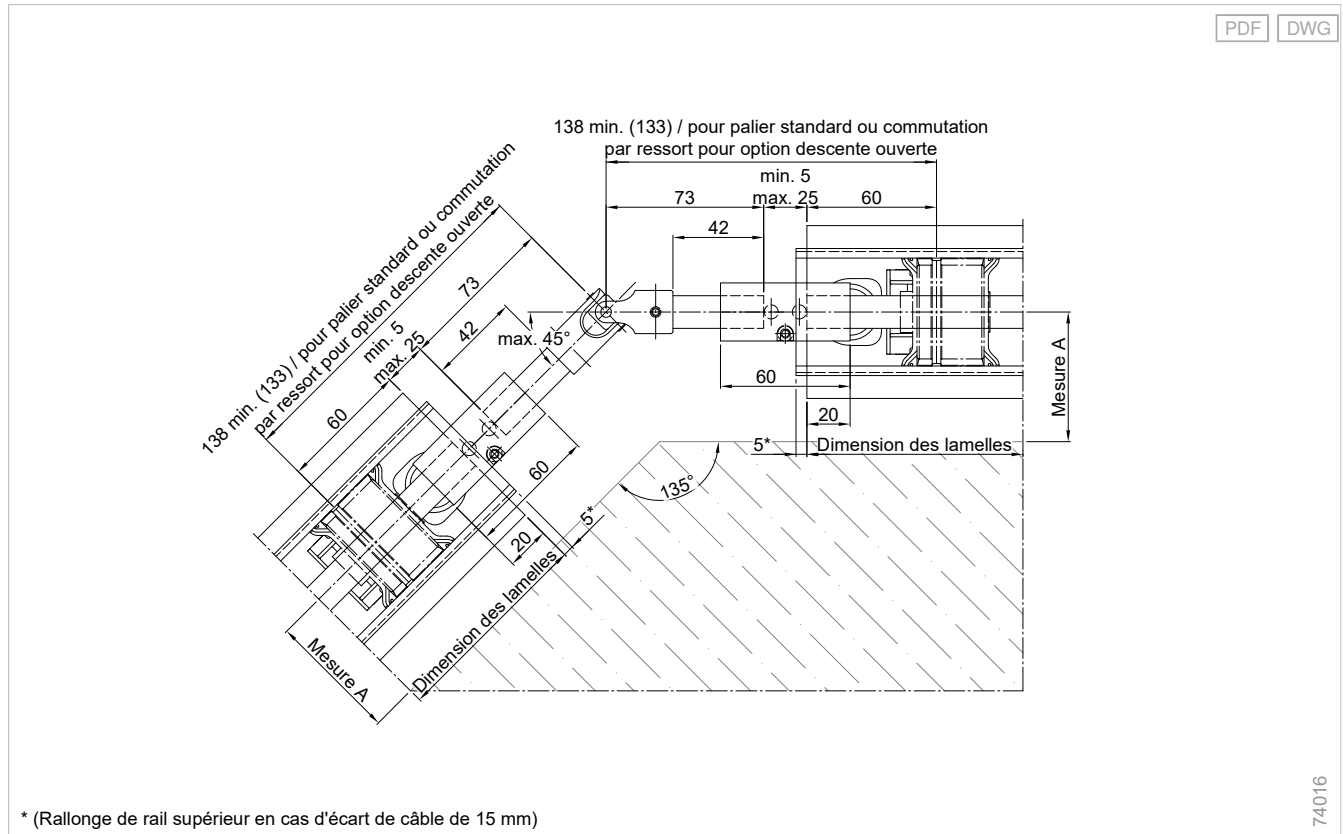 PDF DWG
138 min. (133) / pour palier standard ou commutation
par ressort pour option descente ouverte
min. 5
73 max. 25 60
42
138 min. (133) / pour palier standard ou commutation
par ressort pour option descente ouverte
73
min. 5
max. 25
42
60
max. 45°
60
20
Mesure A
5* Dimension des lamelles
135°
60
5*
20
Dimension des lamelles
Mesure A
* (Rallonge de rail supérieur en cas d'écart de câble de 15 mm)
74016